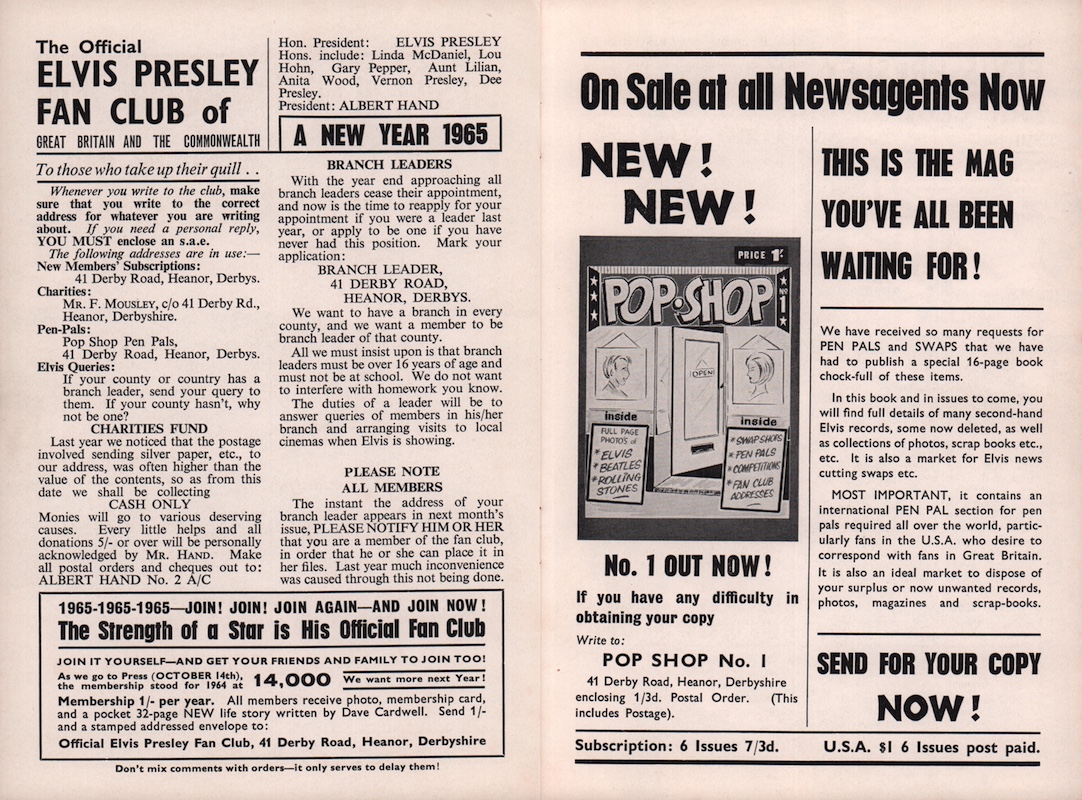 The Official
ELVIS PRESLEY
FAN CLUB of
GREAT BRITAIN AND THE COMMONWEALTH
Hon. President: ELVIS PRESLEY
Hons. include: Linda McDaniel, Lou
Hohn, Gary Pepper, Aunt Lilian,
Anita Wood, Vernon Presley, Dee
Presley.
President: ALBERT HAND
A NEW YEAR 1965
To those who take up their quill . .
Whenever you write to the club, make
sure that you write to the correct
address for whatever you are writing
about. If you need a personal reply,
YOU MUST enclose an s.a.e.
The following addresses are in use:—
New Members' Subscriptions:
41 Derby Road, Heanor, Derbys.
Charities:
MR. F. MOUSLEY, c/o 41 Derby Rd.,
Heanor, Derbyshire.
Pen-Pals:
Pop Shop Pen Pals,
41 Derby Road, Heanor, Derbys.
Elvis Queries:
If your county or country has a
branch leader, send your query to
them. If your county hasn't, why
not be one?
CHARITIES FUND
Last year we noticed that the postage
involved sending silver paper, etc., to
our address, was often higher than the
value of the contents, so as from this
date we shall be collecting
CASH ONLY
Monies will go to various deserving
causes. Every little helps and all
donations 5/- or over will be personally
acknowledged by MR. HAND. Make
all postal orders and cheques out to:
ALBERT HAND No. 2 A/C
BRANCH LEADERS
With the year end approaching all
branch leaders cease their appointment,
and now is the time to reapply for your
appointment if you were a leader last
year, or apply to be one if you have
never had this position. Mark your
application:
BRANCH LEADER,
41 DERBY ROAD,
HEANOR, DERBYS.
We want to have a branch in every
county, and we want a member to be
branch leader of that county.
All we must insist upon is that branch
leaders must be over 16 years of age and
must not be at school. We do not want
to interfere with homework you know.
The duties of a leader will be to
answer queries of members in his/her
branch and arranging visits to local
cinemas when Elvis is showing.
PLEASE NOTE
ALL MEMBERS
The instant the address of your
branch leader appears in next month's
issue, PLEASE NOTIFY HIM OR HER
that you are a member of the fan club,
in order that he or she can place it in
her files. Last year much inconvenience
was caused through this not being done.
1965-1965-1965—JOIN! JOIN! JOIN AGAIN—AND JOIN NOW!
The Strength of a Star is His Official Fan Club
JOIN IT YOURSELF—AND GET YOUR FRIENDS AND FAMILY TO JOIN TOO!
As we go to Press (OCTOBER 14th),
the membership stood for 1964 at 14,000 We want more next Year!
Membership 1/- per year. All members receive photo, membership card,
and a pocket 32-page NEW life story written by Dave Cardwell. Send 1/-
and a stamped addressed envelope to:
Official Elvis Presley Fan Club, 41 Derby Road, Heanor, Derbyshire
Don't mix comments with orders—it only serves to delay them!
On Sale at all Newsagents Now
NEW!
NEW!
PRICE 1/-
POP·SHOP
No 1
OPEN
inside
FULL PAGE
PHOTO'S of
*ELVIS
*BEATLES
*ROLLING
STONES
inside
*SWAP SHOPS
*PEN PALS
*COMPETITIONS
*FAN CLUB
ADDRESSES
No. 1 OUT NOW!
If you have any difficulty in
obtaining your copy
Write to:
POP SHOP No. 1
41 Derby Road, Heanor, Derbyshire
enclosing 1/3d. Postal Order. (This
includes Postage).
THIS IS THE MAG
YOU'VE ALL BEEN
WAITING FOR!
We have received so many requests for
PEN PALS and SWAPS that we have
had to publish a special 16-page book
chock-full of these items.
In this book and in issues to come, you
will find full details of many second-hand
Elvis records, some now deleted, as well
as collections of photos, scrap books etc.,
etc. It is also a market for Elvis news
cutting swaps etc.
MOST IMPORTANT, it contains an
international PEN PAL section for pen
pals required all over the world, partic-
ularly fans in the U.S.A. who desire to
correspond with fans in Great Britain.
It is also an ideal market to dispose of
your surplus or now unwanted records,
photos, magazines and scrap-books.
SEND FOR YOUR COPY
NOW!
Subscription: 6 Issues 7/3d. U.S.A. $1 6 Issues post paid.